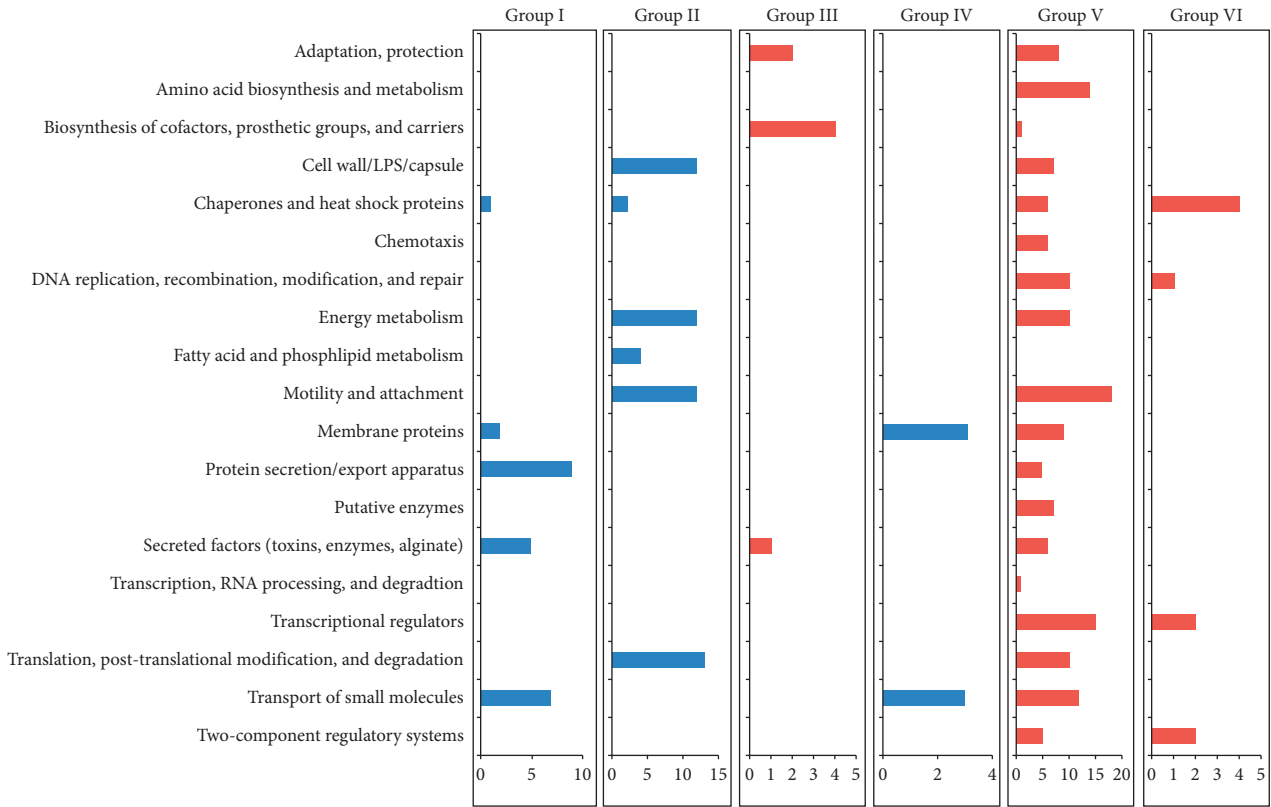 Group I Group II Group III Group IV Group V Group VI
Adaptation, protection
Amino acid biosynthesis and metabolism
Biosynthesis of cofactors, prosthetic groups, and carriers
Cell wall/LPS/capsule
Chaperones and heat shock proteins
Chemotaxis
DNA replication, recombination, modification, and repair
Energy metabolism
Fatty acid and phosphlipid metabolism
Motility and attachment
Membrane proteins
Protein secretion/export apparatus
Putative enzymes
Secreted factors (toxins, enzymes, alginate)
Transcription, RNA processing, and degradtion
Transcriptional regulators
Translation, post-translational modification, and degradation
Transport of small molecules
Two-component regulatory systems
0 5 10 0 5 10 15 0 1 2 3 4 5 0 2 4 0 5 10 15 20 0 1 2 3 4 5